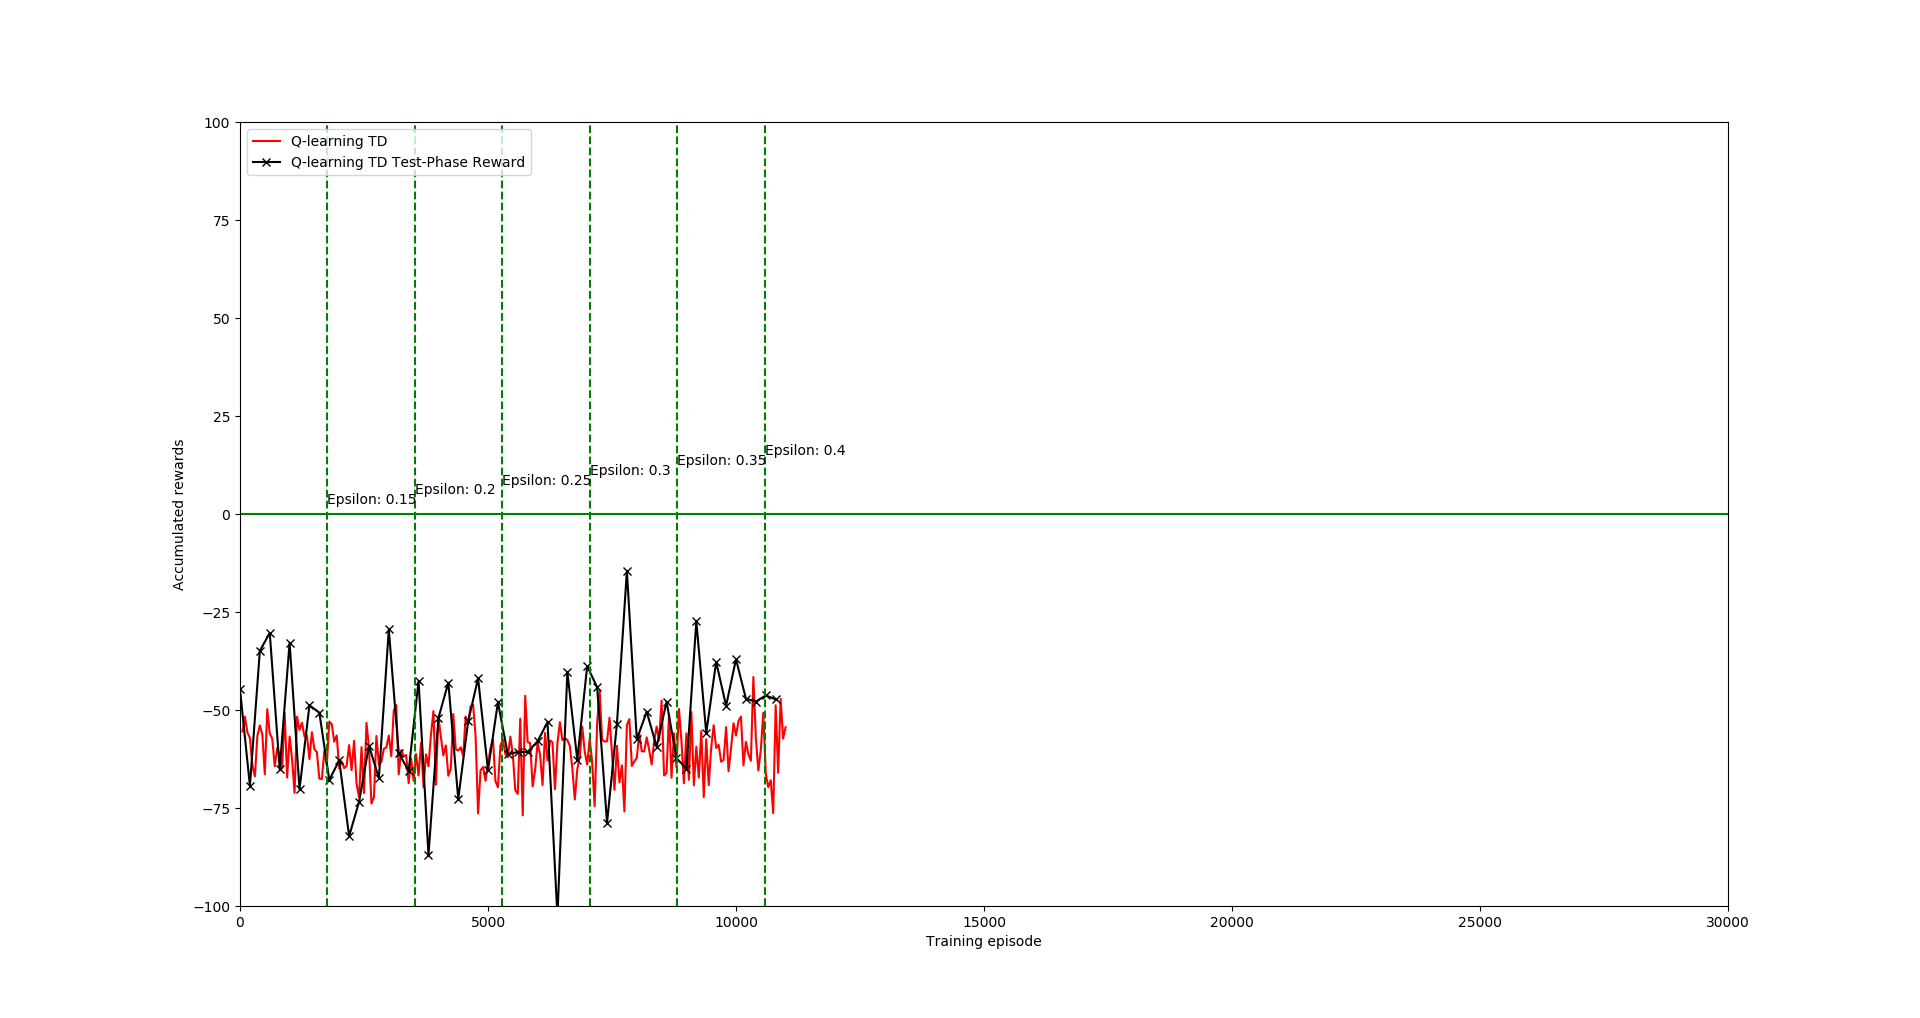 Q-learning TD
Q-learning TD Test-Phase Reward
100
75
50
25
0
−25
−50
−75
−100
Accumulated rewards
Epsilon: 0.15
Epsilon: 0.2
Epsilon: 0.25
Epsilon: 0.3
Epsilon: 0.35
Epsilon: 0.4
0 5000 10000 15000 20000 25000 30000
Training episode